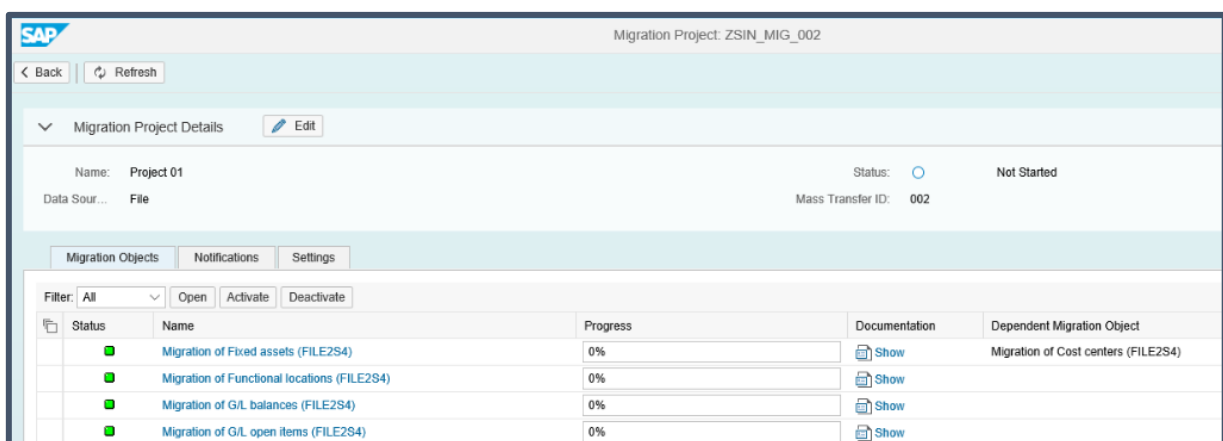 SAP
Migration Project: ZSIN_MIG_002
Back Refresh
Migration Project Details Edit
Name: Project 01 Status: Not Started
Data Sour... File Mass Transfer ID: 002
Migration Objects Notifications Settings
Filter: All Open Activate Deactivate
Status Name Progress Documentation Dependent Migration Object
Migration of Fixed assets (FILE2S4) 0% Show Migration of Cost centers (FILE2S4)
Migration of Functional locations (FILE2S4) 0% Show
Migration of G/L balances (FILE2S4) 0% Show
Migration of G/L open items (FILE2S4) 0% Show